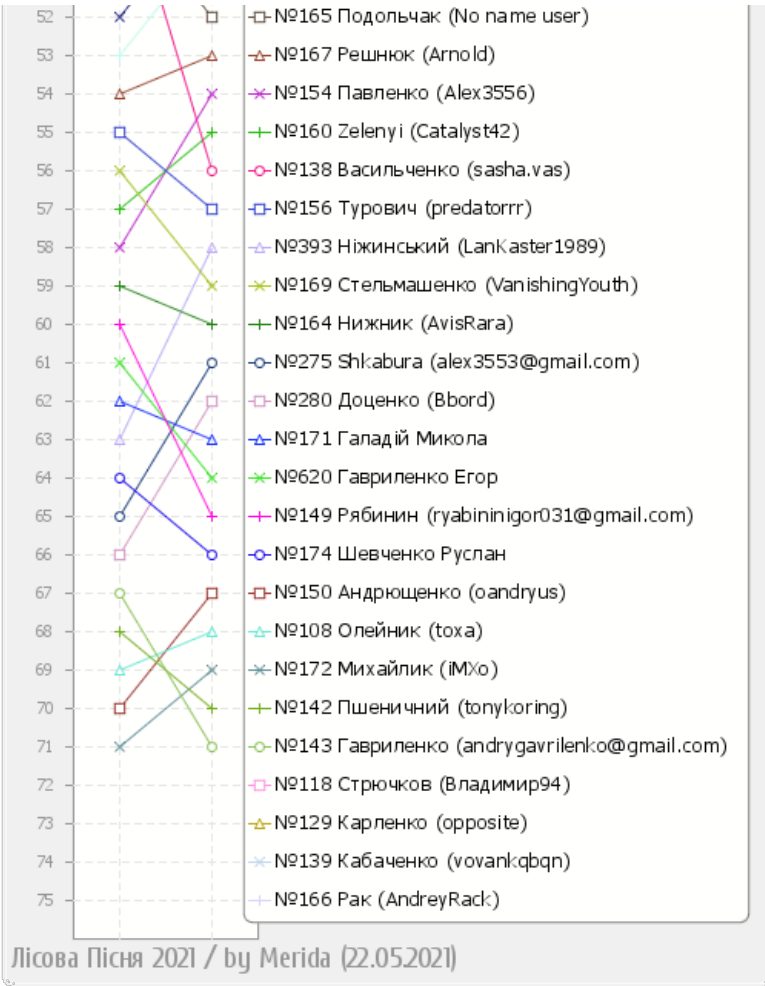 52 №165 Подольчак (No name user)
53 №167 Решнюк (Arnold)
54 №154 Павленко (Alex3556)
55 №160 Zelenyi (Catalyst42)
56 №138 Васильченко (sasha.vas)
57 №156 Турович (predatorrr)
58 №393 Ніжинський (LanKaster1989)
59 №169 Стельмашенко (VanishingYouth)
60 №164 Нижник (AvisRara)
61 №275 Shkabura (alex3553@gmail.com)
62 №280 Доценко (Bbord)
63 №171 Галадій Микола
64 №620 Гавриленко Егор
65 №149 Рябинин (ryabininigor031@gmail.com)
66 №174 Шевченко Руслан
67 №150 Андрющенко (oandryus)
68 №108 Олейник (toxa)
69 №172 Михайлик (iMXo)
70 №142 Пшеничний (tonykoring)
71 №143 Гавриленко (andrygavrilenko@gmail.com)
72 №118 Стрючков (Владимир94)
73 №129 Карленко (opposite)
74 №139 Кабаченко (vovankqbqn)
75 №166 Рак (AndreyRack)
Лісова Пісня 2021 / by Merida (22.05.2021)